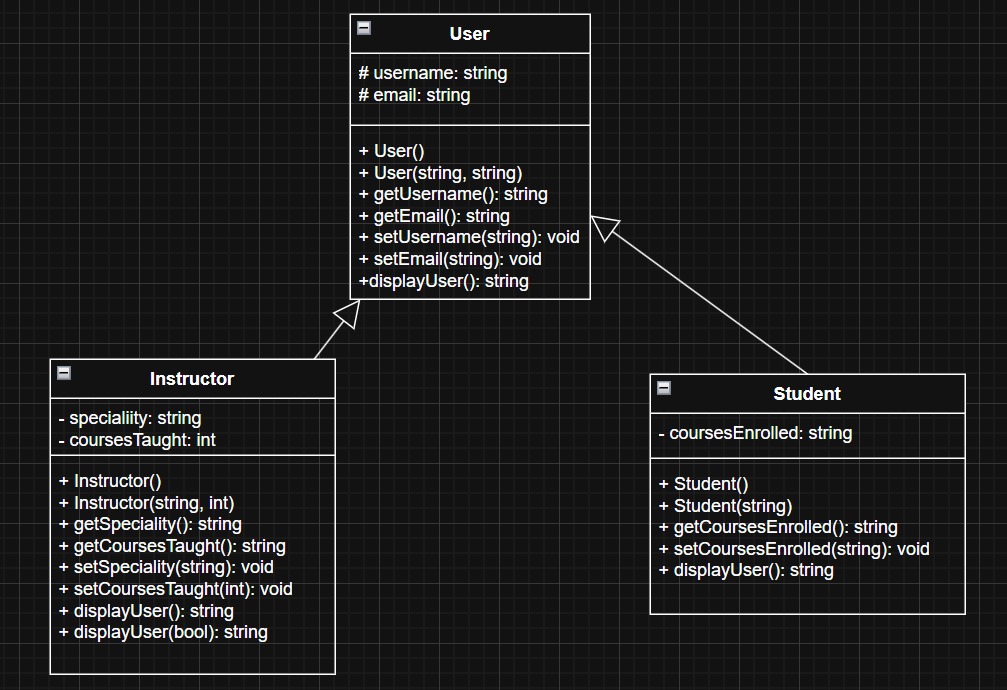 User
# username: string
# email: string
+ User()
+ User(string, string)
+ getUsername(): string
+ getEmail(): string
+ setUsername(string): void
+ setEmail(string): void
+displayUser(): string
Instructor
- specialiity: string
- coursesTaught: int
+ Instructor()
+ Instructor(string, int)
+ getSpeciality(): string
+ getCoursesTaught(): string
+ setSpeciality(string): void
+ setCoursesTaught(int): void
+ displayUser(): string
+ displayUser(bool): string
Student
- coursesEnrolled: string
+ Student()
+ Student(string)
+ getCoursesEnrolled(): string
+ setCoursesEnrolled(string): void
+ displayUser(): string